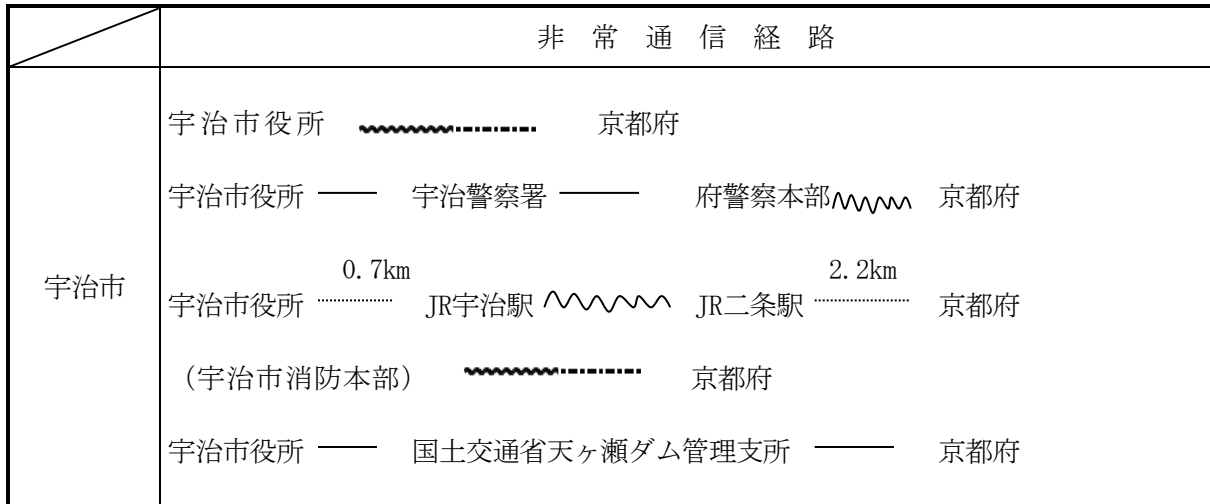 非常通信経路
宇治市
宇治市役所 京都府
宇治市役所 宇治警察署 府警察本部 京都府
0.7km 2.2km
宇治市役所 JR宇治駅 JR二条駅 京都府
（宇治市消防本部） 京都府
宇治市役所 国土交通省天ヶ瀬ダム管理支所 京都府